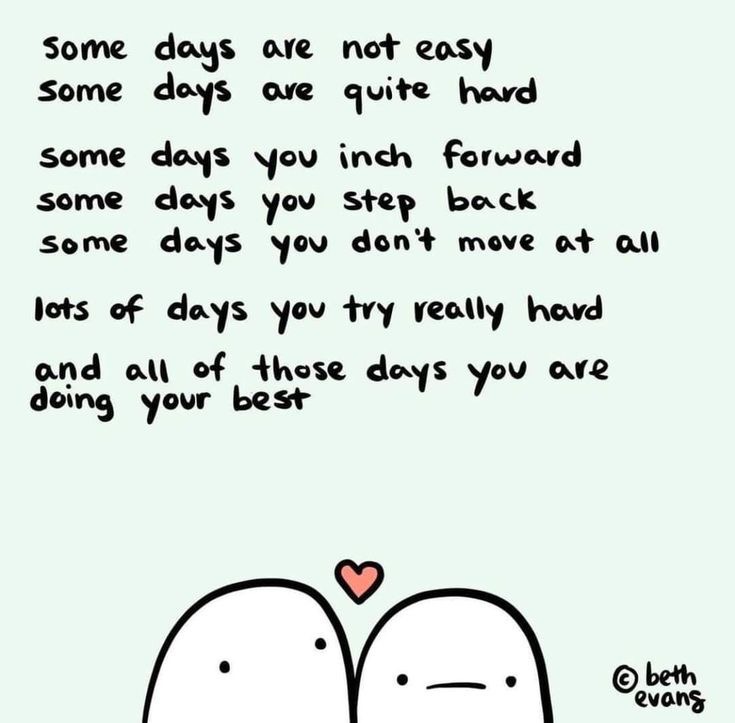 some days are not easy
some days are quite hard
some days you inch forward
some days you step back
some days you don't move at all
lots of days you try really hard
and all of those days you are
doing your best
© beth
evans